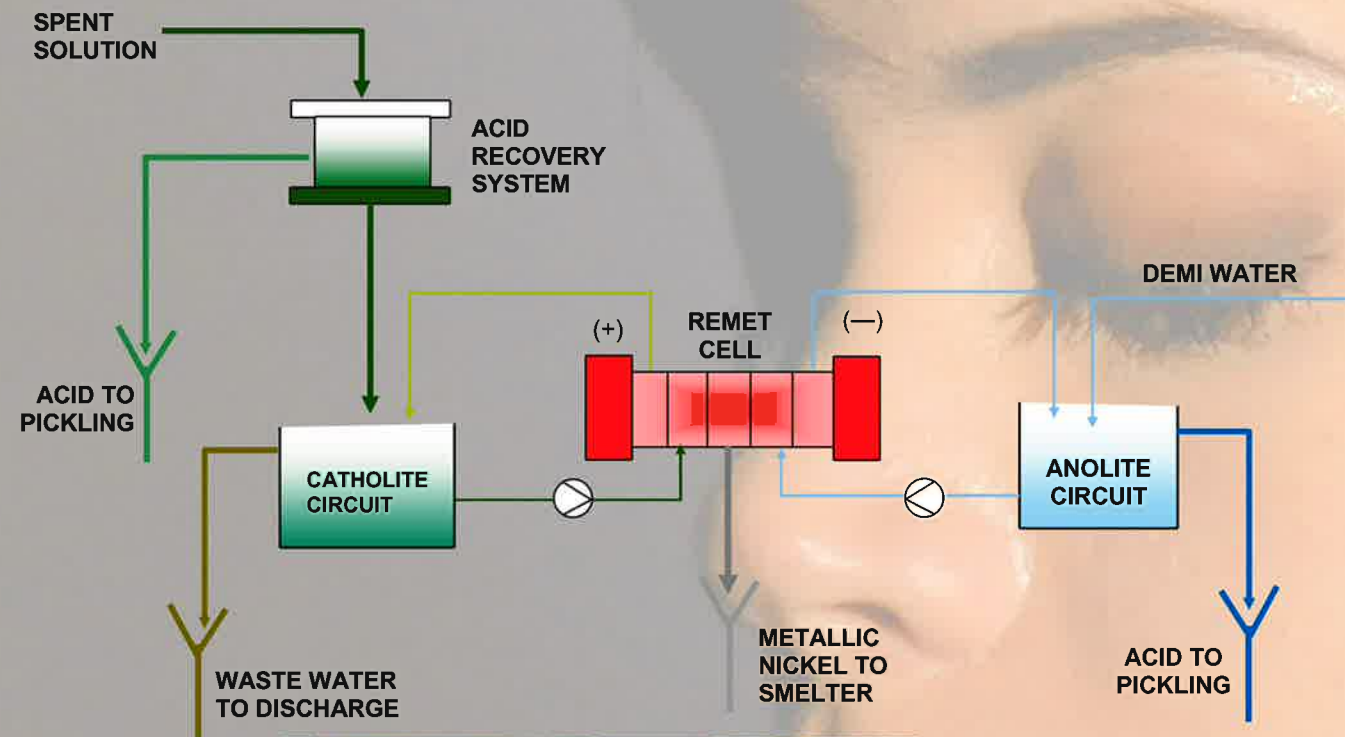 SPENT
SOLUTION
ACID
RECOVERY
SYSTEM
DEMI WATER
(+)
REMET
CELL
(—)
ACID TO
PICKLING
CATHOLITE
CIRCUIT
ANOLITE
CIRCUIT
METALLIC
NICKEL TO
SMELTER
ACID TO
PICKLING
WASTE WATER
TO DISCHARGE